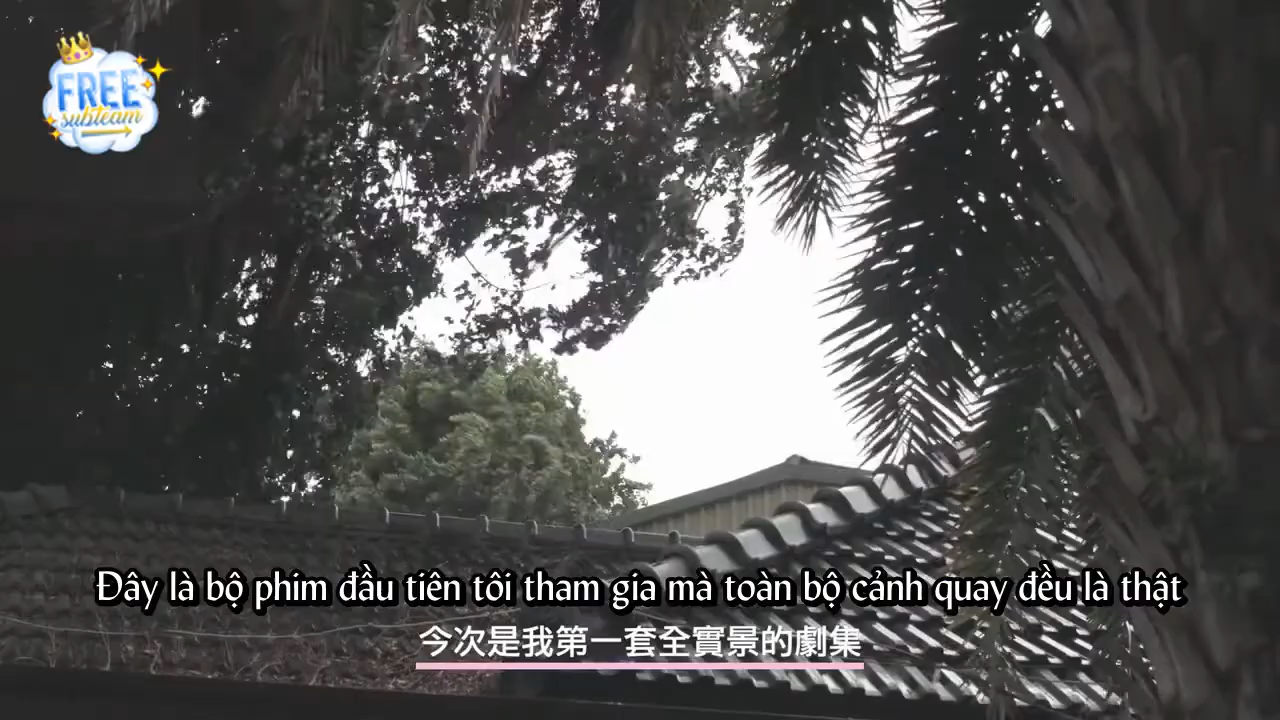 FREE
subteam
Đây là bộ phim đầu tiên tôi tham gia mà toàn bộ cảnh quay đều là thật
今次是我第一套全實景的劇集